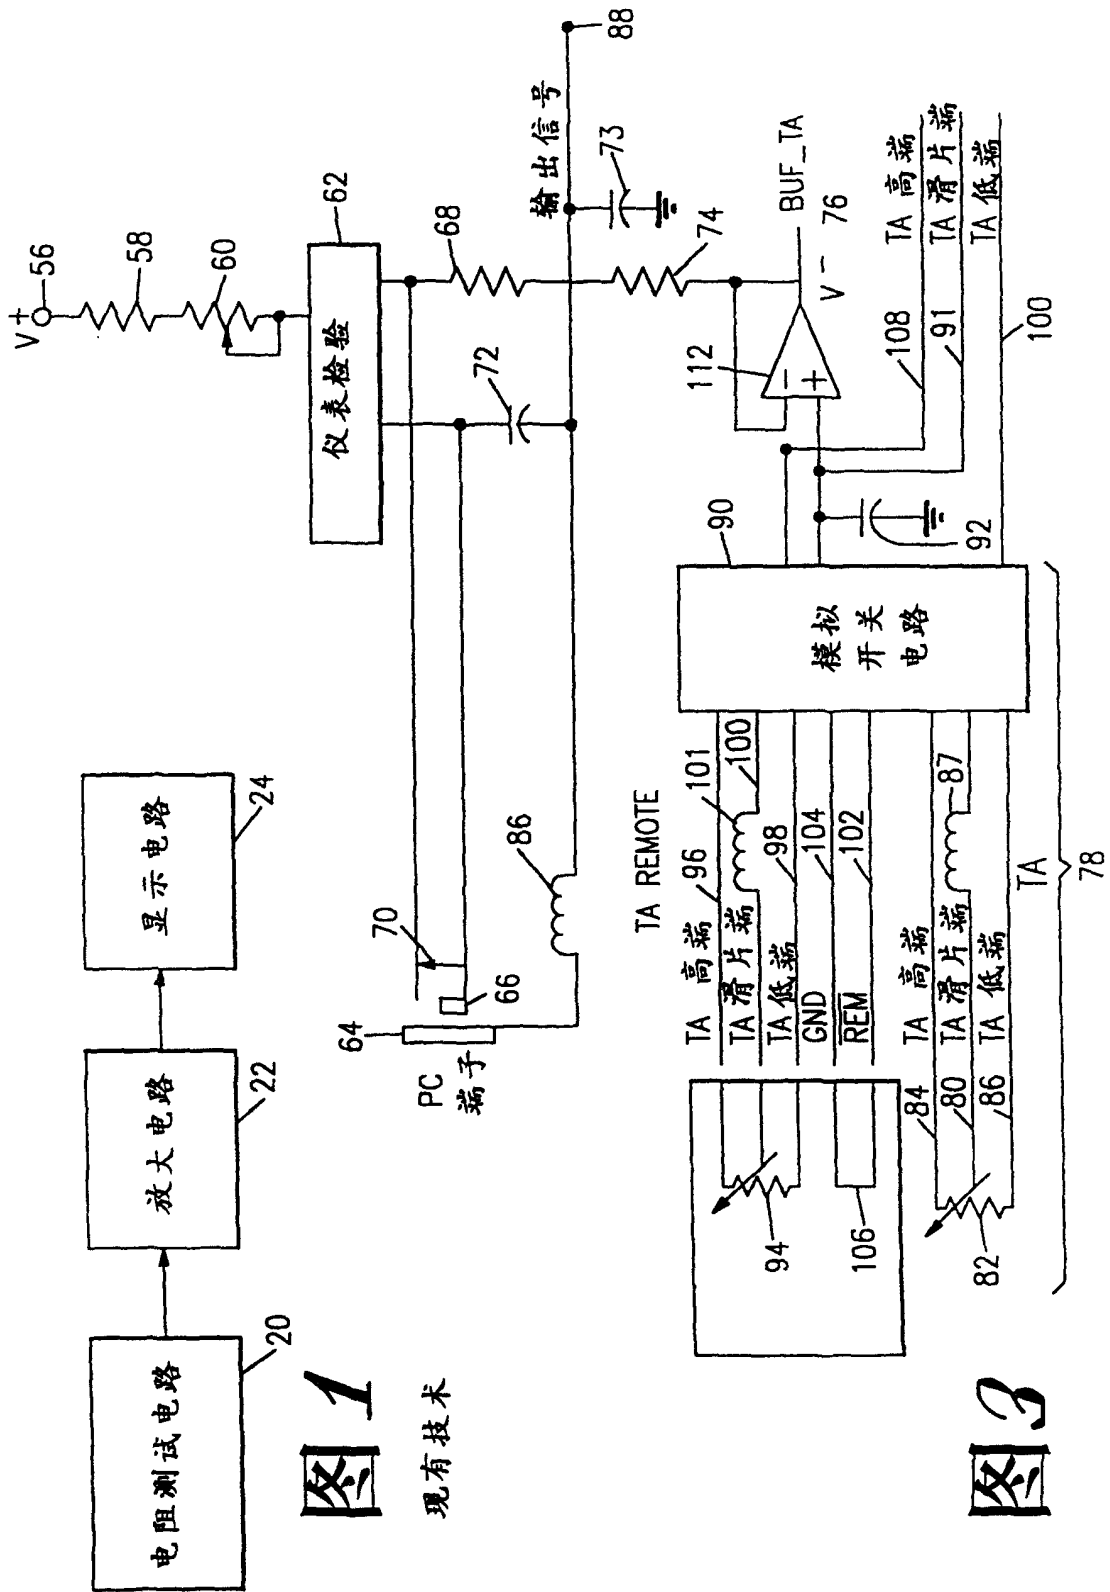 电阻测试电路
20
放大电路
22
显示电路
24
图 1
现有技术
V+
56
58
60
仪表检验
62
68
72
70
66
64
PC
端子
86
输出信号
88
73
74
BUF_TA
76
V-
112
TA REMOTE
TA 高端
96
101
TA 滑片端
100
TA 低端
98
GND
104
REM
102
94
106
模拟
开关
电路
90
92
TA 高端
108
TA 滑片端
91
TA 低端
100
TA 高端
84
TA 滑片端
80
87
TA 低端
86
82
TA
78
图 3